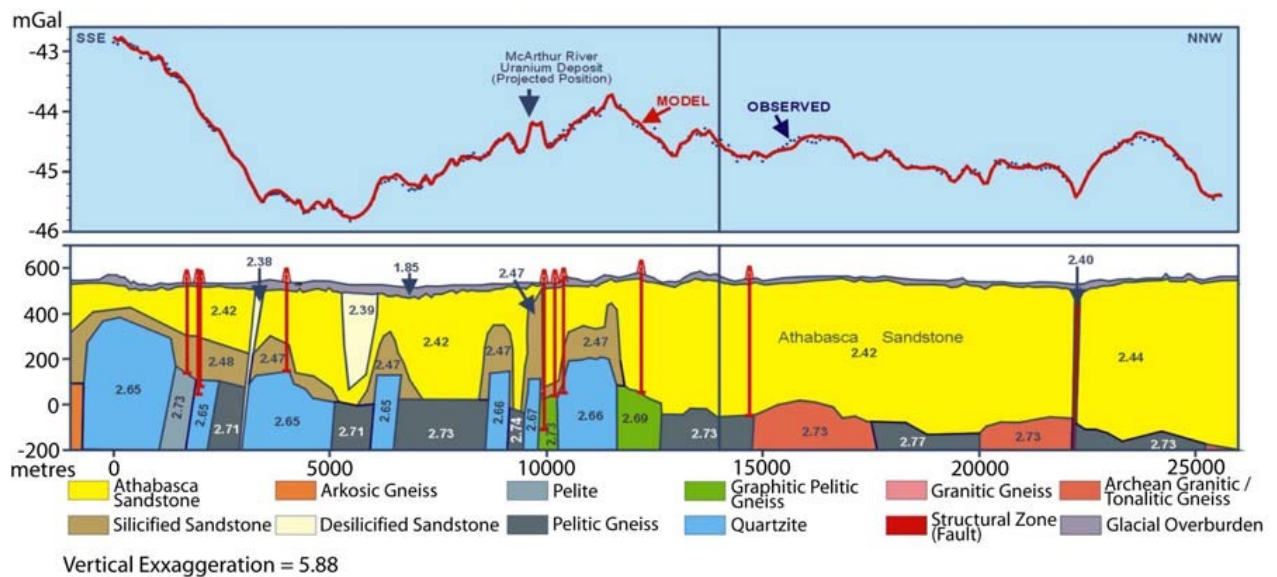 mGal
SSE
NNW
-43
-44
-45
-46
McArthur River
Uranium Deposit
(Projected Position)
MODEL
OBSERVED
600
400
200
0
-200
metres
2.38
1.85
2.47
2.40
2.42
2.39
2.42
Athabasca Sandstone
2.42
2.44
2.48
2.47
2.47
2.47
2.47
2.65
2.73
2.65
2.71
2.65
2.71
2.65
2.73
2.66
2.74
2.67
2.73
2.66
2.69
2.73
2.73
2.77
2.73
2.73
0 5000 10000 15000 20000 25000
Athabasca
Sandstone
Arkosic Gneiss
Pelite
Graphitic Pelitic
Gneiss
Granitic Gneiss
Archean Granitic /
Tonalitic Gneiss
Silicified Sandstone
Desilicified Sandstone
Pelitic Gneiss
Quartzite
Structural Zone
(Fault)
Glacial Overburden
Vertical Exxaggeration = 5.88